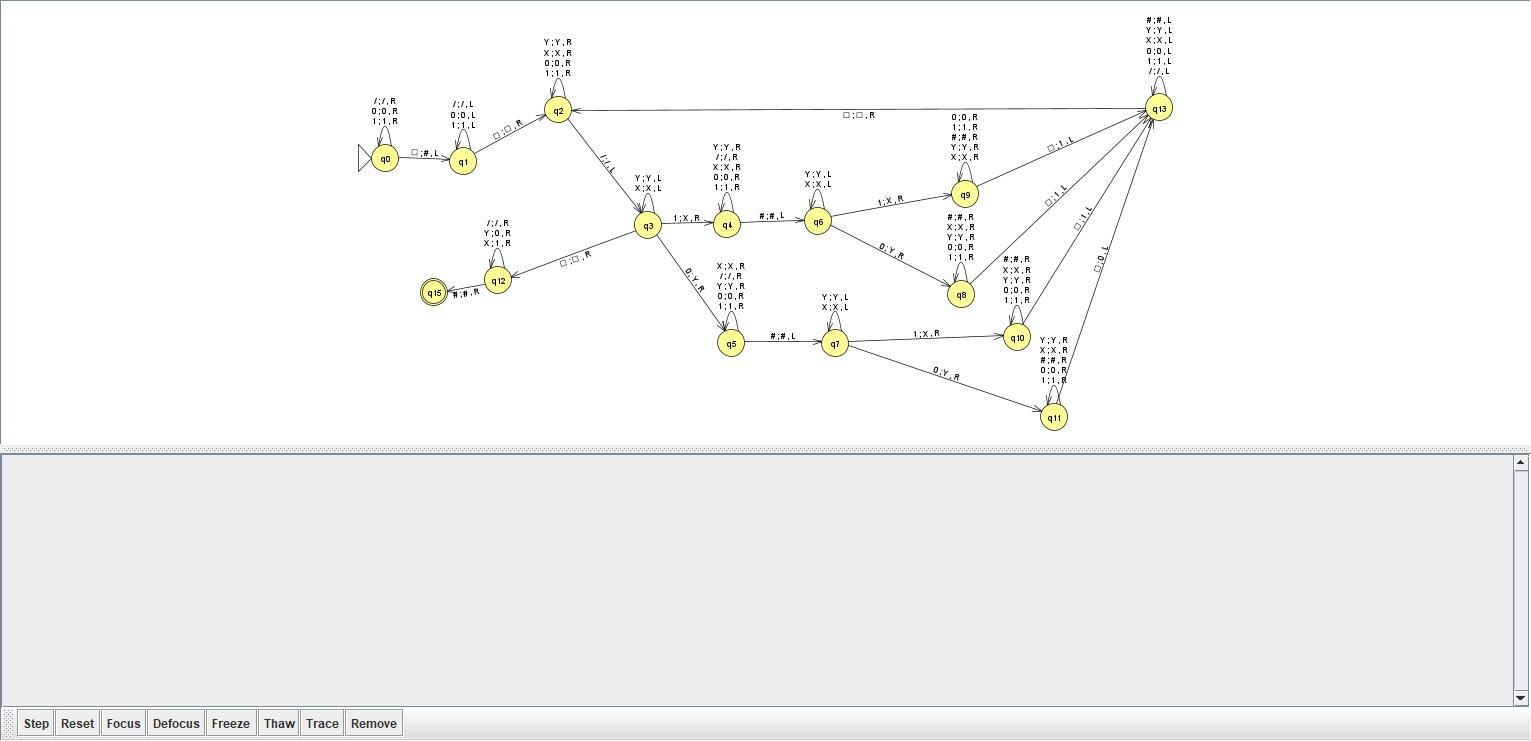 #;#,L
Y;Y,L
X;X,L
0;0,L
1;1,L
/;/,L
q13
Y;Y,R
X;X,R
0;0,R
1;1,R
q2
/;/,R
0;0,R
1;1,R
q0
□;#,L
/;/,L
0;0,L
1;1,L
q1
□;□,R
□;□,R
/;/,L
Y;Y,L
X;X,L
q3
1;X,R
Y;Y,R
/;/,R
X;X,R
0;0,R
1;1,R
q4
#;#,L
Y;Y,L
X;X,L
q6
1;X,R
0;0,R
1;1,R
#;#,R
Y;Y,R
X;X,R
q9
□;1,L
0;Y,R
#;#,R
X;X,R
Y;Y,R
0;0,R
1;1,R
q8
□;1,L
/;/,R
Y;0,R
X;1,R
q12
□;□,R
q15
#;#,R
0;Y,R
X;X,R
/;/,R
Y;Y,R
0;0,R
1;1,R
q5
#;#,L
Y;Y,L
X;X,L
q7
1;X,R
#;#,R
X;X,R
Y;Y,R
0;0,R
1;1,R
q10
□;1,L
0;Y,R
Y;Y,R
X;X,R
#;#,R
0;0,R
1;1,R
q11
□;0,L
Step Reset Focus Defocus Freeze Thaw Trace Remove